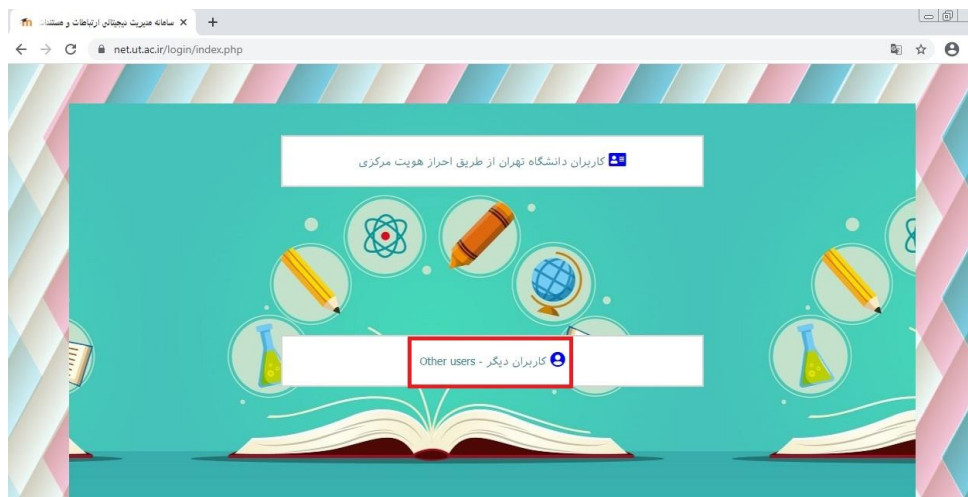 سامانه مدیریت دیجیتالی ارتباطات و مستندات
net.ut.ac.ir/login/index.php
کاربران دانشگاه تهران از طریق احراز هویت مرکزی
کاربران دیگر - Other users